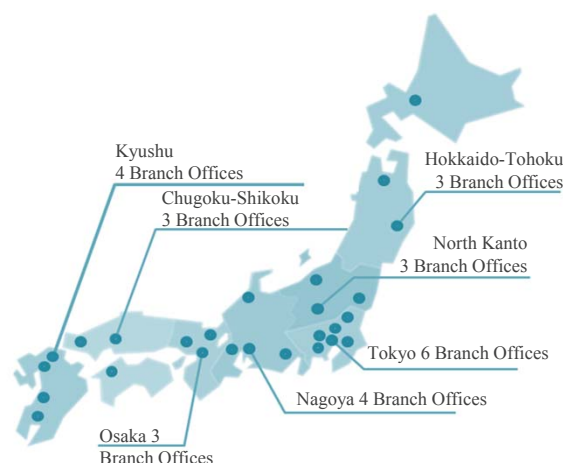 Kyushu
4 Branch Offices
Chugoku-Shikoku
3 Branch Offices
Hokkaido-Tohoku
3 Branch Offices
North Kanto
3 Branch Offices
Tokyo 6 Branch Offices
Nagoya 4 Branch Offices
Osaka 3
Branch Offices